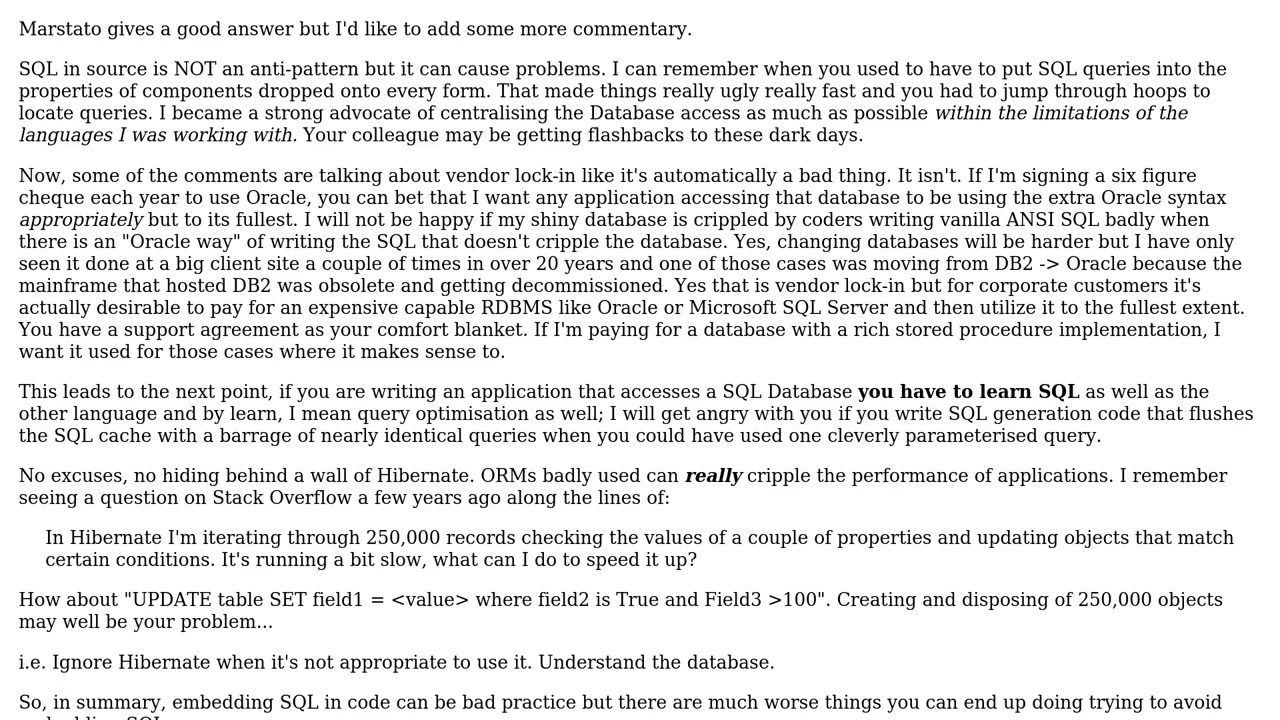 Marstato gives a good answer but I'd like to add some more commentary.
SQL in source is NOT an anti-pattern but it can cause problems. I can remember when you used to have to put SQL queries into the
properties of components dropped onto every form. That made things really ugly really fast and you had to jump through hoops to
locate queries. I became a strong advocate of centralising the Database access as much as possible within the limitations of the
languages I was working with. Your colleague may be getting flashbacks to these dark days.
Now, some of the comments are talking about vendor lock-in like it's automatically a bad thing. It isn't. If I'm signing a six figure
cheque each year to use Oracle, you can bet that I want any application accessing that database to be using the extra Oracle syntax
appropriately but to its fullest. I will not be happy if my shiny database is crippled by coders writing vanilla ANSI SQL badly when
there is an "Oracle way" of writing the SQL that doesn't cripple the database. Yes, changing databases will be harder but I have only
seen it done at a big client site a couple of times in over 20 years and one of those cases was moving from DB2 -> Oracle because the
mainframe that hosted DB2 was obsolete and getting decommissioned. Yes that is vendor lock-in but for corporate customers it's
actually desirable to pay for an expensive capable RDBMS like Oracle or Microsoft SQL Server and then utilize it to the fullest extent.
You have a support agreement as your comfort blanket. If I'm paying for a database with a rich stored procedure implementation, I
want it used for those cases where it makes sense to.
This leads to the next point, if you are writing an application that accesses a SQL Database you have to learn SQL as well as the
other language and by learn, I mean query optimisation as well; I will get angry with you if you write SQL generation code that flushes
the SQL cache with a barrage of nearly identical queries when you could have used one cleverly parameterised query.
No excuses, no hiding behind a wall of Hibernate. ORMs badly used can really cripple the performance of applications. I remember
seeing a question on Stack Overflow a few years ago along the lines of:
In Hibernate I'm iterating through 250,000 records checking the values of a couple of properties and updating objects that match
certain conditions. It's running a bit slow, what can I do to speed it up?
How about "UPDATE table SET field1 = <value> where field2 is True and Field3 >100". Creating and disposing of 250,000 objects
may well be your problem...
i.e. Ignore Hibernate when it's not appropriate to use it. Understand the database.
So, in summary, embedding SQL in code can be bad practice but there are much worse things you can end up doing trying to avoid